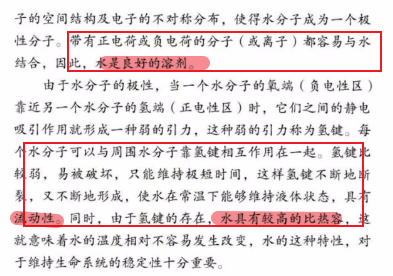 子的空间结构及电子的不对称分布，使得水分子成为一个极
性分子。带有正电荷或负电荷的分子（或离子）都容易与水
结合，因此，水是良好的溶剂。
由于水分子的极性，当一个水分子的氧端（负电性区）
靠近另一个水分子的氢端（正电性区）时，它们之间的静电
吸引作用就形成一种弱的引力，这种弱的引力称为氢键。每
个水分子可以与周围水分子靠氢键相互作用在一起。氢键比
较弱，易被破坏，只能维持极短时间，这样氢键不断地断
裂，又不断地形成，使水在常温下能够维持液体状态，具有
流动性。同时，由于氢键的存在，水具有较高的比热容，这
就意味着水的温度相对不容易发生改变，水的这种特性，对
于维持生命系统的稳定性十分重要。